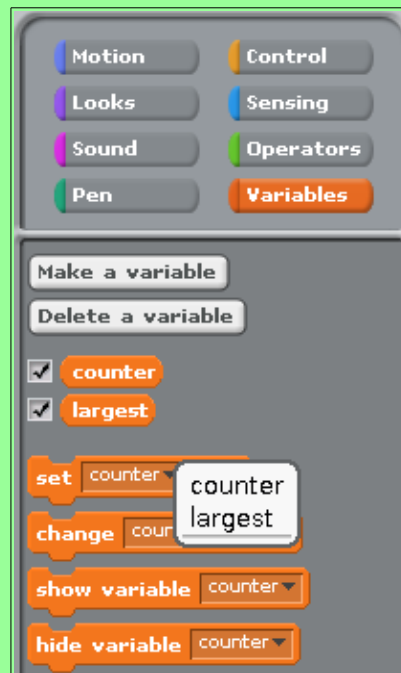 Motion Control
Looks Sensing
Sound Operators
Pen Variables
Make a variable
Delete a variable
counter
largest
set counter
counter
largest
change
show variable counter
hide variable counter